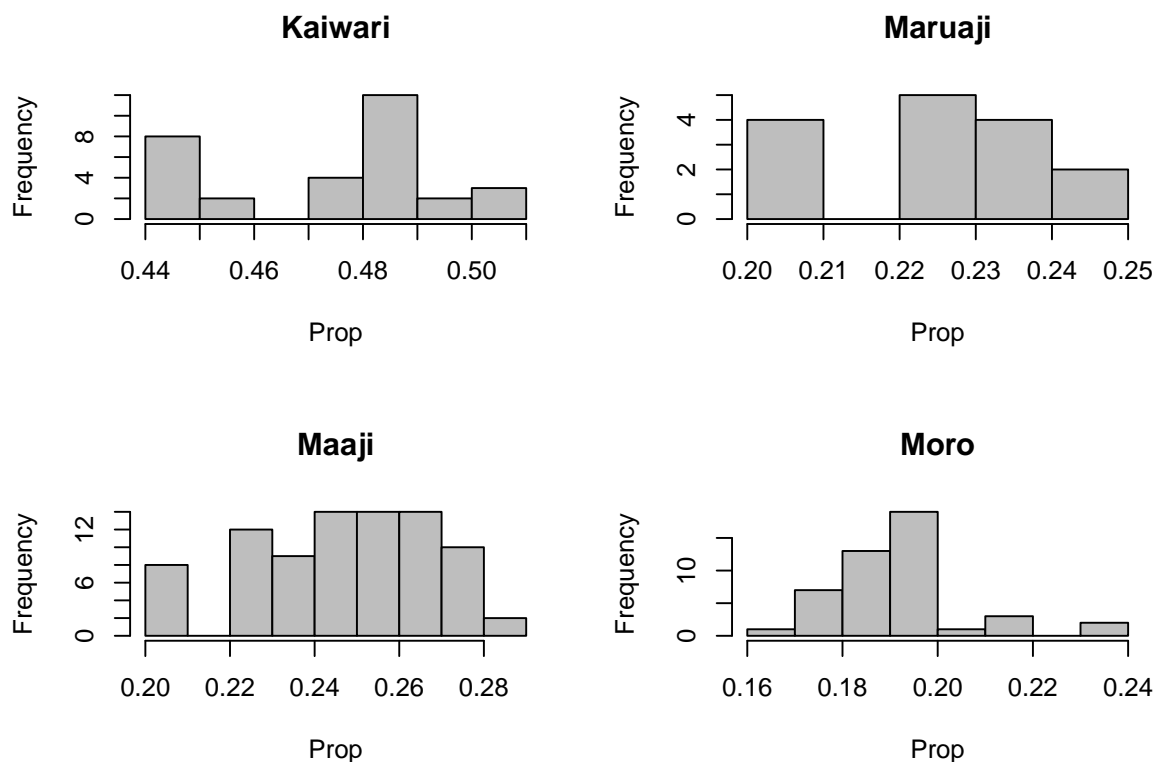 Kaiwari
Frequency
0 4 8
0.44 0.46 0.48 0.50
Prop
Maruaji
Frequency
0 2 4
0.20 0.21 0.22 0.23 0.24 0.25
Prop
Maaji
Frequency
0 6 12
0.20 0.22 0.24 0.26 0.28
Prop
Moro
Frequency
0 10
0.16 0.18 0.20 0.22 0.24
Prop